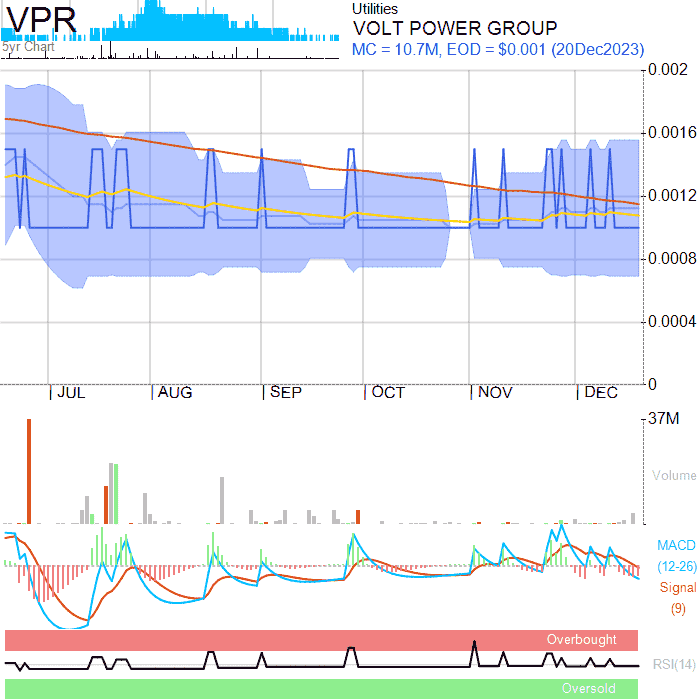 VPR
5yr Chart
Utilities
VOLT POWER GROUP
MC = 10.7M, EOD = $0.001 (20Dec2023)
0.002
0.0016
0.0012
0.0008
0.0004
0
JUL AUG SEP OCT NOV DEC
37M
Volume
MACD
(12-26)
Signal
(9)
Overbought
RSI(14)
Oversold